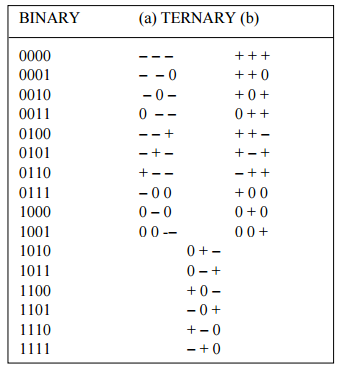 BINARY (a) TERNARY (b)
0000 – – – + + +
0001 – – 0 + + 0
0010 – 0 – + 0 +
0011 0 – – 0 + +
0100 – – + + + –
0101 – + – + – +
0110 + – – – + +
0111 – 0 0 + 0 0
1000 0 – 0 0 + 0
1001 0 0 -– 0 0 +
1010 0 + –
1011 0 – +
1100 + 0 –
1101 – 0 +
1110 + – 0
1111 – + 0